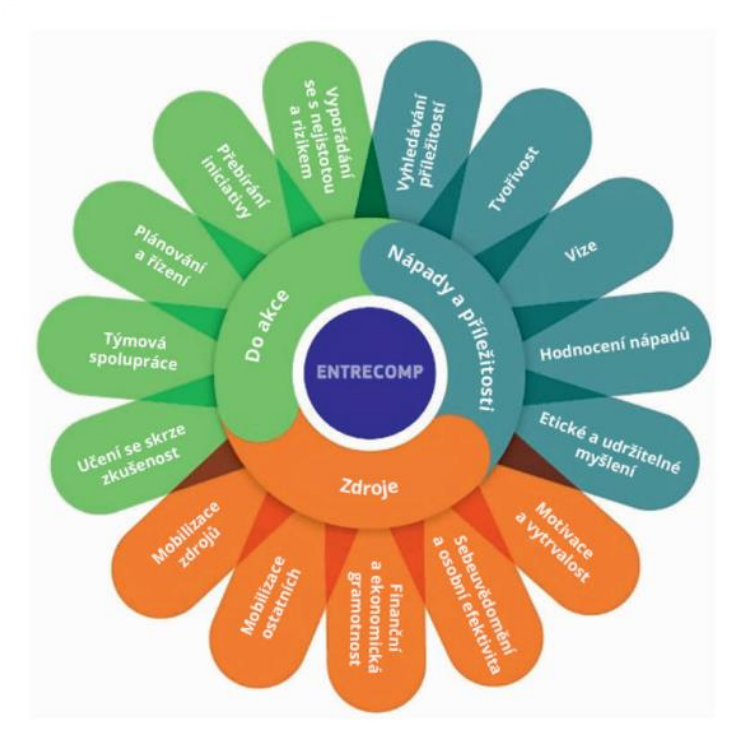 ENTRECOMP
Nápady a příležitosti
Vyhledávání
příležitostí
Tvořivost
Vize
Hodnocení nápadů
Etické a udržitelné
myšlení
Zdroje
Motivace
a vytrvalost
Sebeuvědomění
a osobní efektivita
Finanční
a ekonomická
gramotnost
Mobilizace
ostatních
Mobilizace
zdrojů
Do akce
Učení se skrze
zkušenost
Týmová
spolupráce
Plánování
a řízení
Přebírání
iniciativy
Vypořádání
se s nejistotou
a rizikem